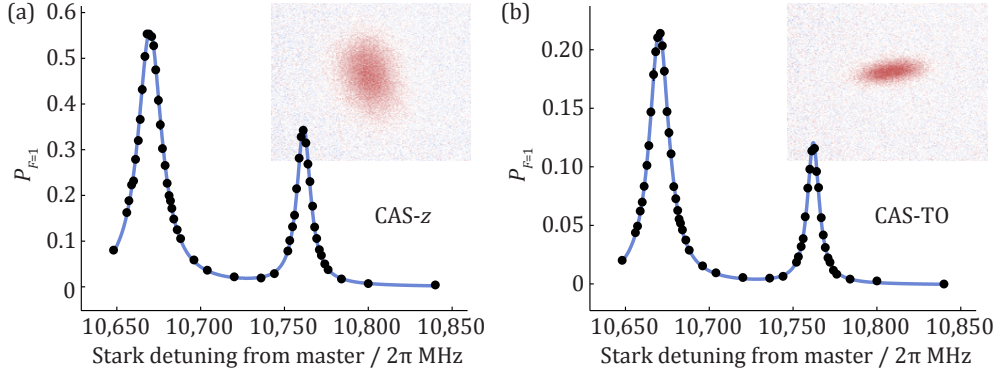 (a)
0.6
0.5
0.4
0.3
0.2
0.1
0
P_{F=1}
CAS-z
10,650 10,700 10,750 10,800 10,850
Stark detuning from master / 2π MHz
(b)
0.20
0.15
0.10
0.05
0
P_{F=1}
CAS-TO
10,650 10,700 10,750 10,800 10,850
Stark detuning from master / 2π MHz